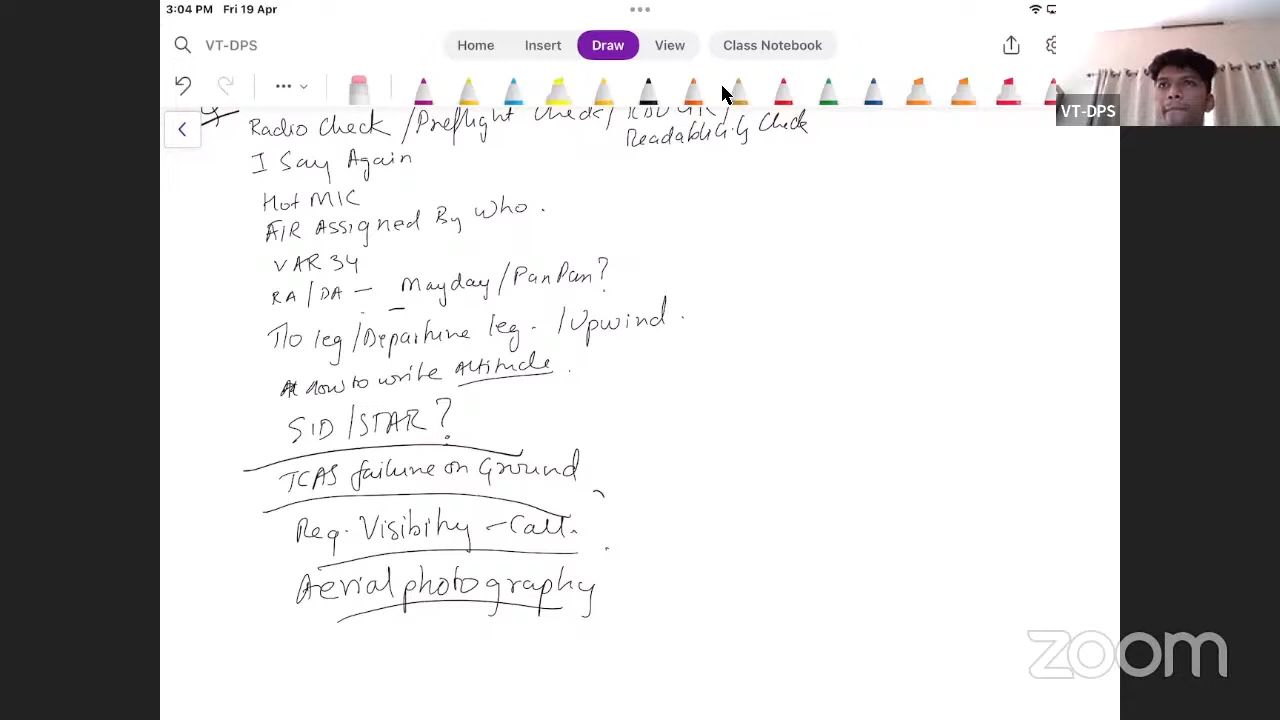 3:04 PM Fri 19 Apr
VT-DPS
Home Insert Draw View Class Notebook
VT-DPS
Radio Check / Preflight Check /
Readability Check
I Say Again
Hot MIC
FIR Assigned By Who.
VAR 34
RA/DA - Mayday/PanPan?
T/O leg/Departure leg. /Upwind.
How to write Altitude.
SID/STAR?
TCAS failure on Ground
Req. Visibility - Call.
Aerial photography
zoom